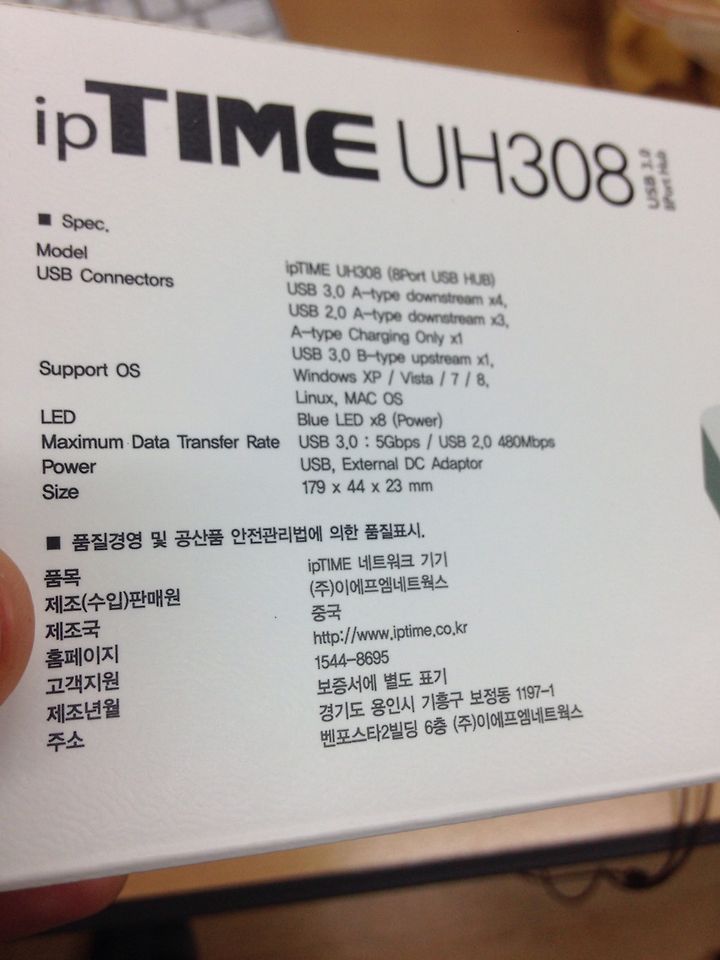 ipTIME UH308 USB 3.0 8Port Hub
■ Spec.
Model ipTIME UH308 (8Port USB HUB)
USB Connectors USB 3.0 A-type downstream x4,
USB 2.0 A-type downstream x3,
A-type Charging Only x1
USB 3.0 B-type upstream x1,
Support OS Windows XP / Vista / 7 / 8,
Linux, MAC OS
LED Blue LED x8 (Power)
Maximum Data Transfer Rate USB 3.0 : 5Gbps / USB 2.0 480Mbps
Power USB, External DC Adaptor
Size 179 x 44 x 23 mm
■ 품질경영 및 공산품 안전관리법에 의한 품질표시.
품목 ipTIME 네트워크 기기
제조(수입)판매원 (주)이에프엠네트웍스
제조국 중국
홈페이지 http://www.iptime.co.kr
고객지원 1544-8695
제조년월 보증서에 별도 표기
주소 경기도 용인시 기흥구 보정동 1197-1
벤포스타2빌딩 6층 (주)이에프엠네트웍스